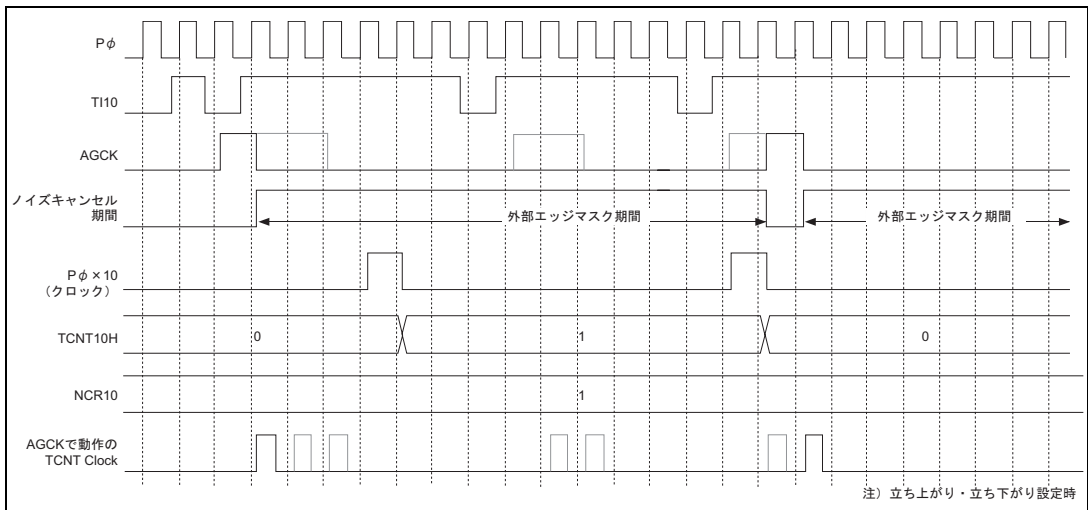 Pφ
TI10
AGCK
ノイズキャンセル
期間
外部エッジマスク期間
外部エッジマスク期間
Pφ×10
（クロック）
TCNT10H
0
1
0
NCR10
1
AGCKで動作の
TCNT Clock
注）立ち上がり・立ち下がり設定時